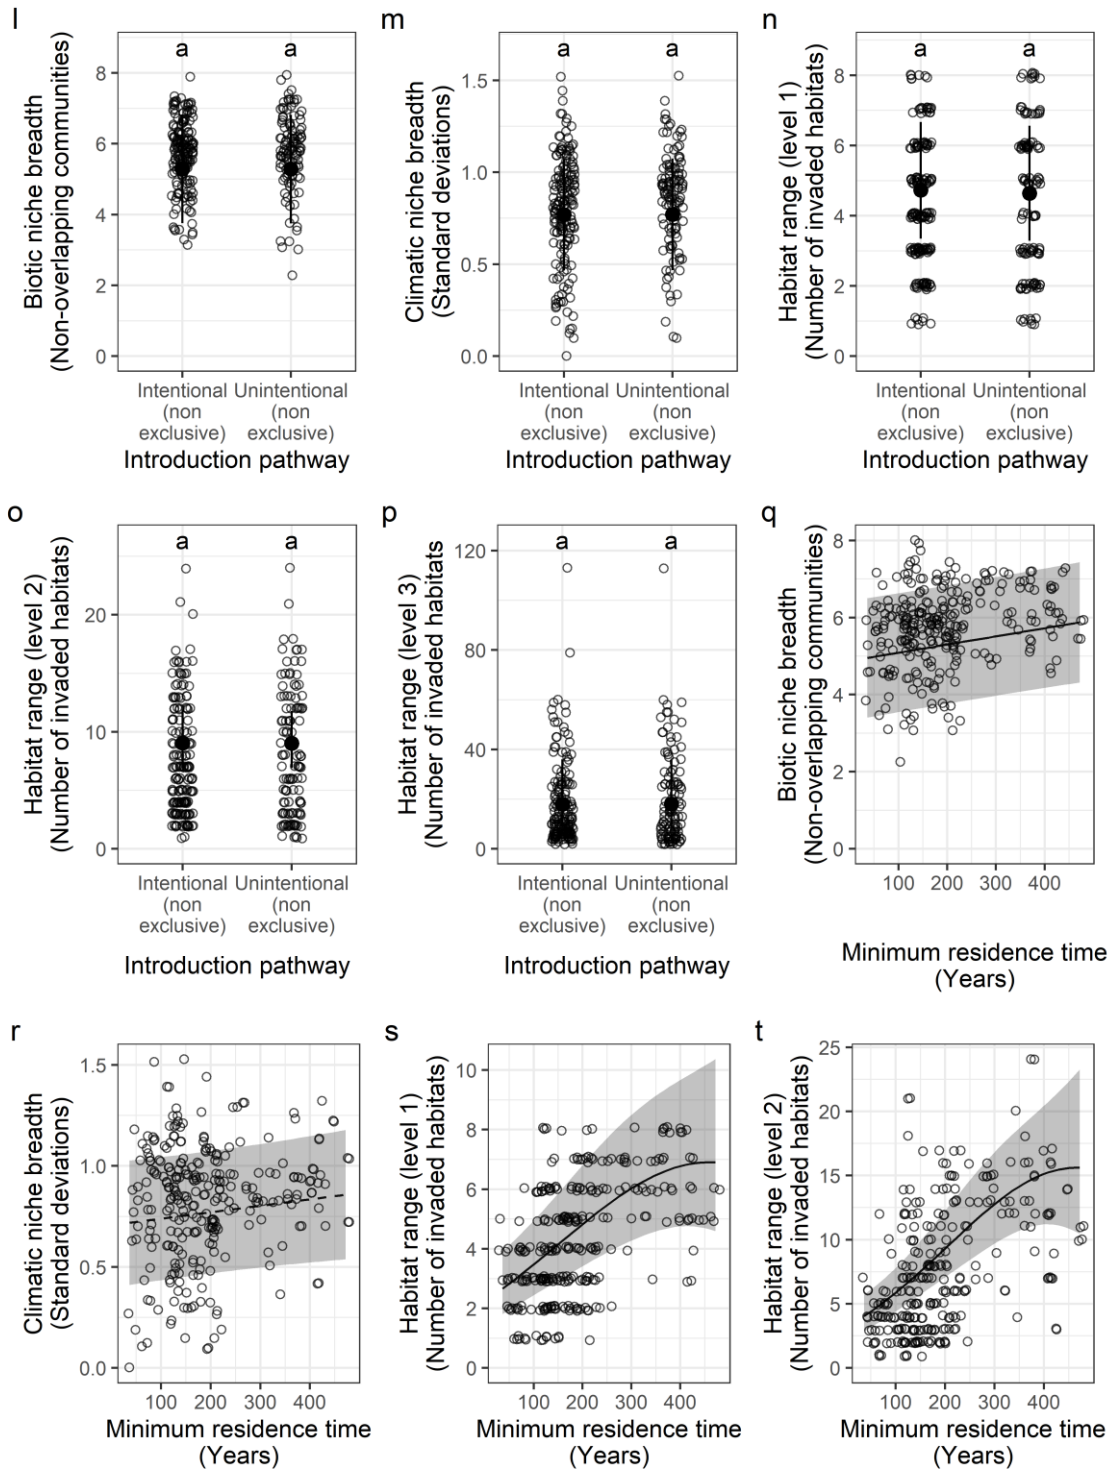 l
Biotic niche breadth
(Non-overlapping communities)
8
6
4
2
0
a a
Intentional Unintentional
(non (non
exclusive) exclusive)
Introduction pathway
m
Climatic niche breadth
(Standard deviations)
1.5
1.0
0.5
0.0
a a
Intentional Unintentional
(non (non
exclusive) exclusive)
Introduction pathway
n
Habitat range (level 1)
(Number of invaded habitats)
8
6
4
2
0
a a
Intentional Unintentional
(non (non
exclusive) exclusive)
Introduction pathway
o
Habitat range (level 2)
(Number of invaded habitats)
20
10
0
a a
Intentional Unintentional
(non (non
exclusive) exclusive)
Introduction pathway
p
Habitat range (level 3)
(Number of invaded habitats
120
80
40
0
a a
Intentional Unintentional
(non (non
exclusive) exclusive)
Introduction pathway
q
Biotic niche breadth
(Non-overlapping communities)
8
6
4
2
0
100 200 300 400
Minimum residence time
(Years)
r
Climatic niche breadth
(Standard deviations)
1.5
1.0
0.5
0.0
100 200 300 400
Minimum residence time
(Years)
s
Habitat range (level 1)
(Number of invaded habitats)
10
8
6
4
2
0
100 200 300 400
Minimum residence time
(Years)
t
Habitat range (level 2)
(Number of invaded habitats)
25
20
15
10
5
0
100 200 300 400
Minimum residence time
(Years)